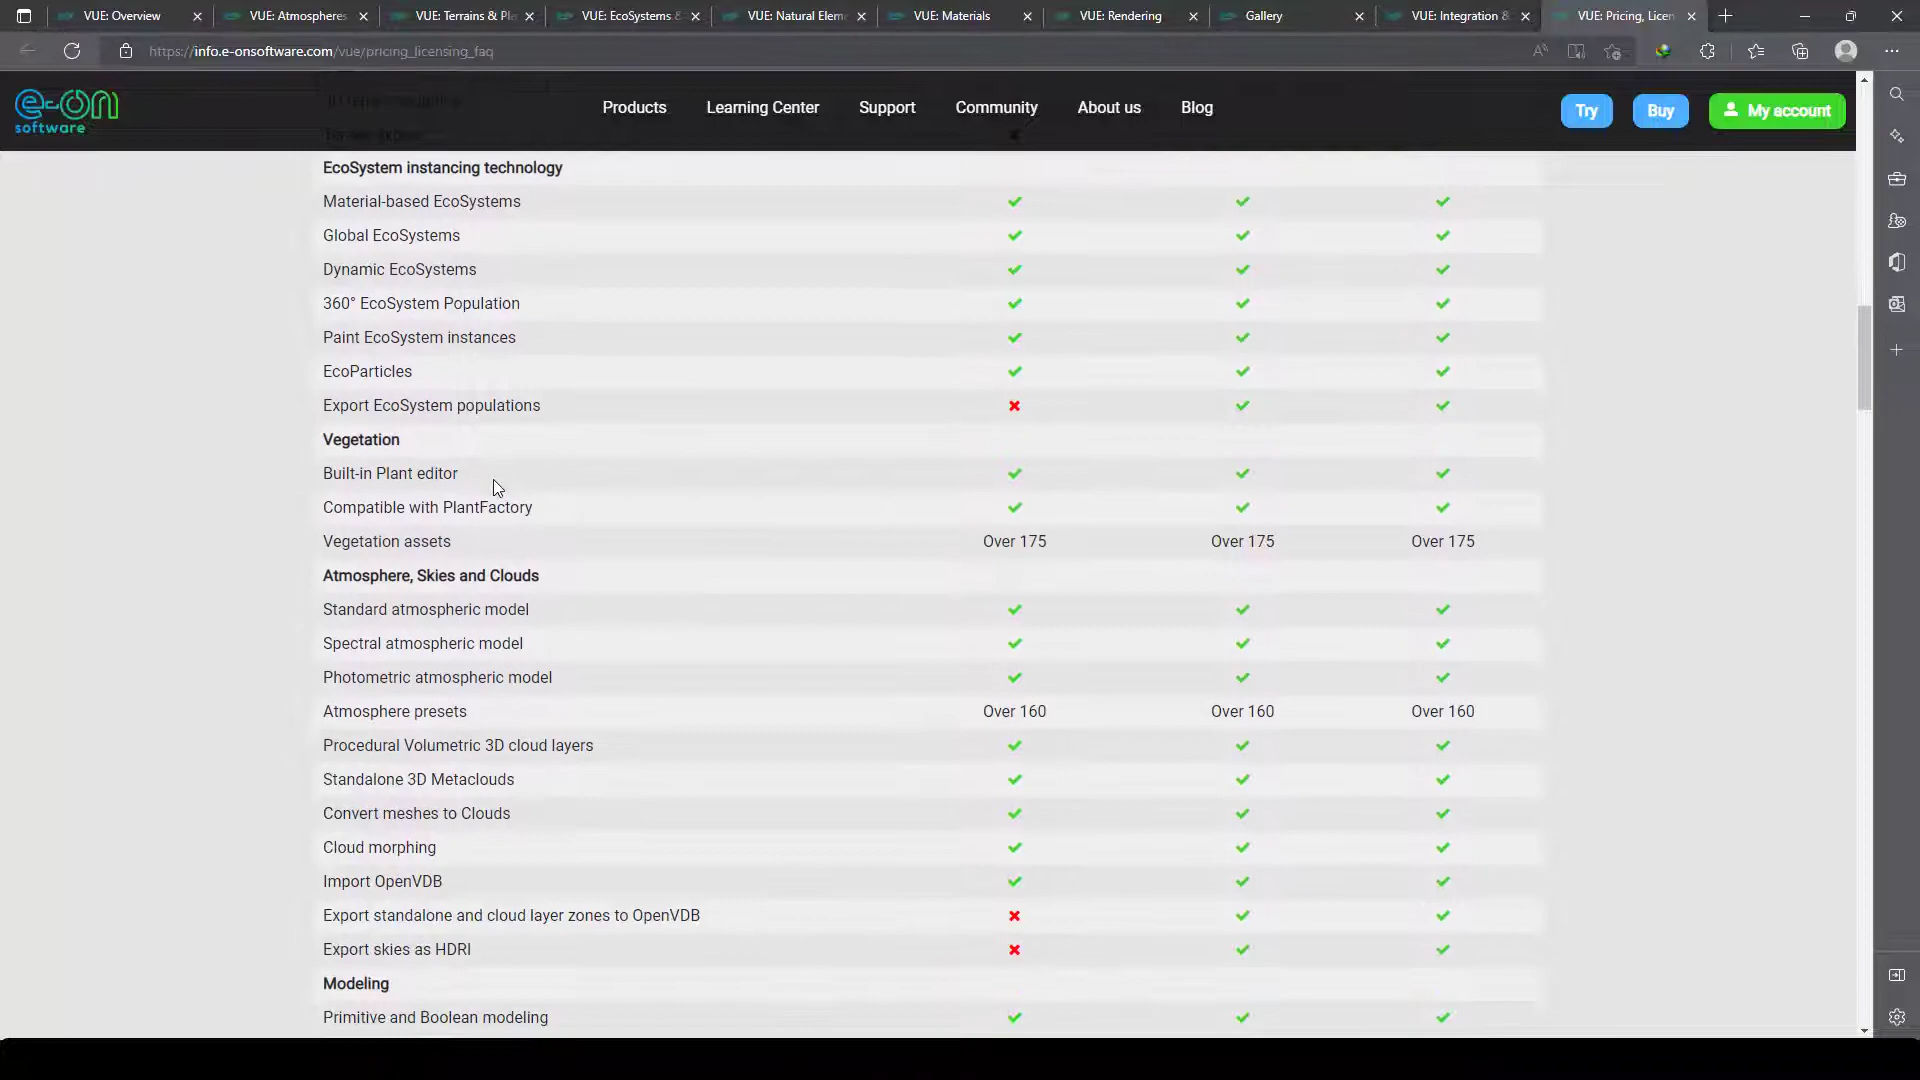 VUE: Overview
VUE: Atmospheres
VUE: Terrains & Pl
VUE: EcoSystems &
VUE: Natural Elem
VUE: Materials
VUE: Rendering
Gallery
VUE: Integration &
VUE: Pricing, Licen
https://info.e-onsoftware.com/vue/pricing_licensing_faq
e-on
software
Products
Learning Center
Support
Community
About us
Blog
Try
Buy
My account
EcoSystem instancing technology
Material-based EcoSystems
Global EcoSystems
Dynamic EcoSystems
360° EcoSystem Population
Paint EcoSystem instances
EcoParticles
Export EcoSystem populations
Vegetation
Built-in Plant editor
Compatible with PlantFactory
Vegetation assets Over 175 Over 175 Over 175
Atmosphere, Skies and Clouds
Standard atmospheric model
Spectral atmospheric model
Photometric atmospheric model
Atmosphere presets Over 160 Over 160 Over 160
Procedural Volumetric 3D cloud layers
Standalone 3D Metaclouds
Convert meshes to Clouds
Cloud morphing
Import OpenVDB
Export standalone and cloud layer zones to OpenVDB
Export skies as HDRI
Modeling
Primitive and Boolean modeling